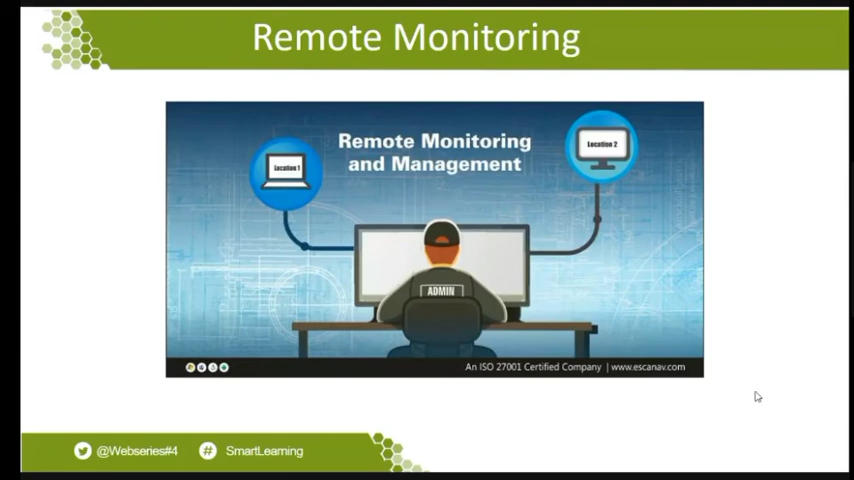 Remote Monitoring
Remote Monitoring
and Management
Location 1
Location 2
ADMIN
An ISO 27001 Certified Company | www.escanav.com
@Webseries#4
# SmartLearning